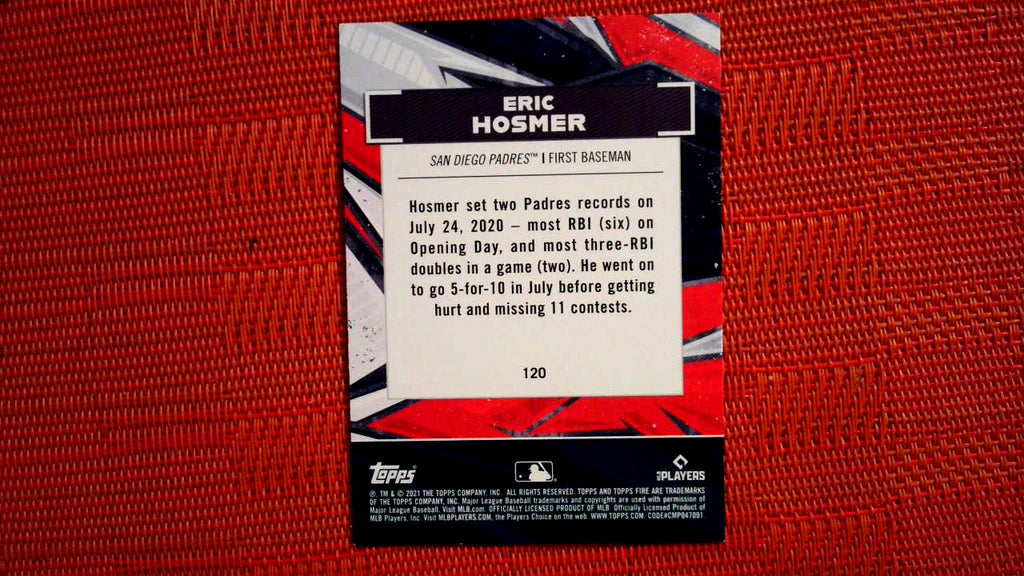 ERIC
HOSMER
SAN DIEGO PADRES™ | FIRST BASEMAN
Hosmer set two Padres records on
July 24, 2020 – most RBI (six) on
Opening Day, and most three-RBI
doubles in a game (two). He went on
to go 5-for-10 in July before getting
hurt and missing 11 contests.
120
Topps
PLAYERS
®, TM & © 2021 THE TOPPS COMPANY, INC. ALL RIGHTS RESERVED. TOPPS AND TOPPS FIRE ARE TRADEMARKS
OF THE TOPPS COMPANY, INC. Major League Baseball trademarks and copyrights are used with permission of
Major League Baseball. Visit MLB.com. OFFICIALLY LICENSED PRODUCT OF MLB Officially Licensed Product of
MLB Players, Inc. Visit MLBPLAYERS.COM, the Players Choice on the web. WWW.TOPPS.COM CODE#CMP047091